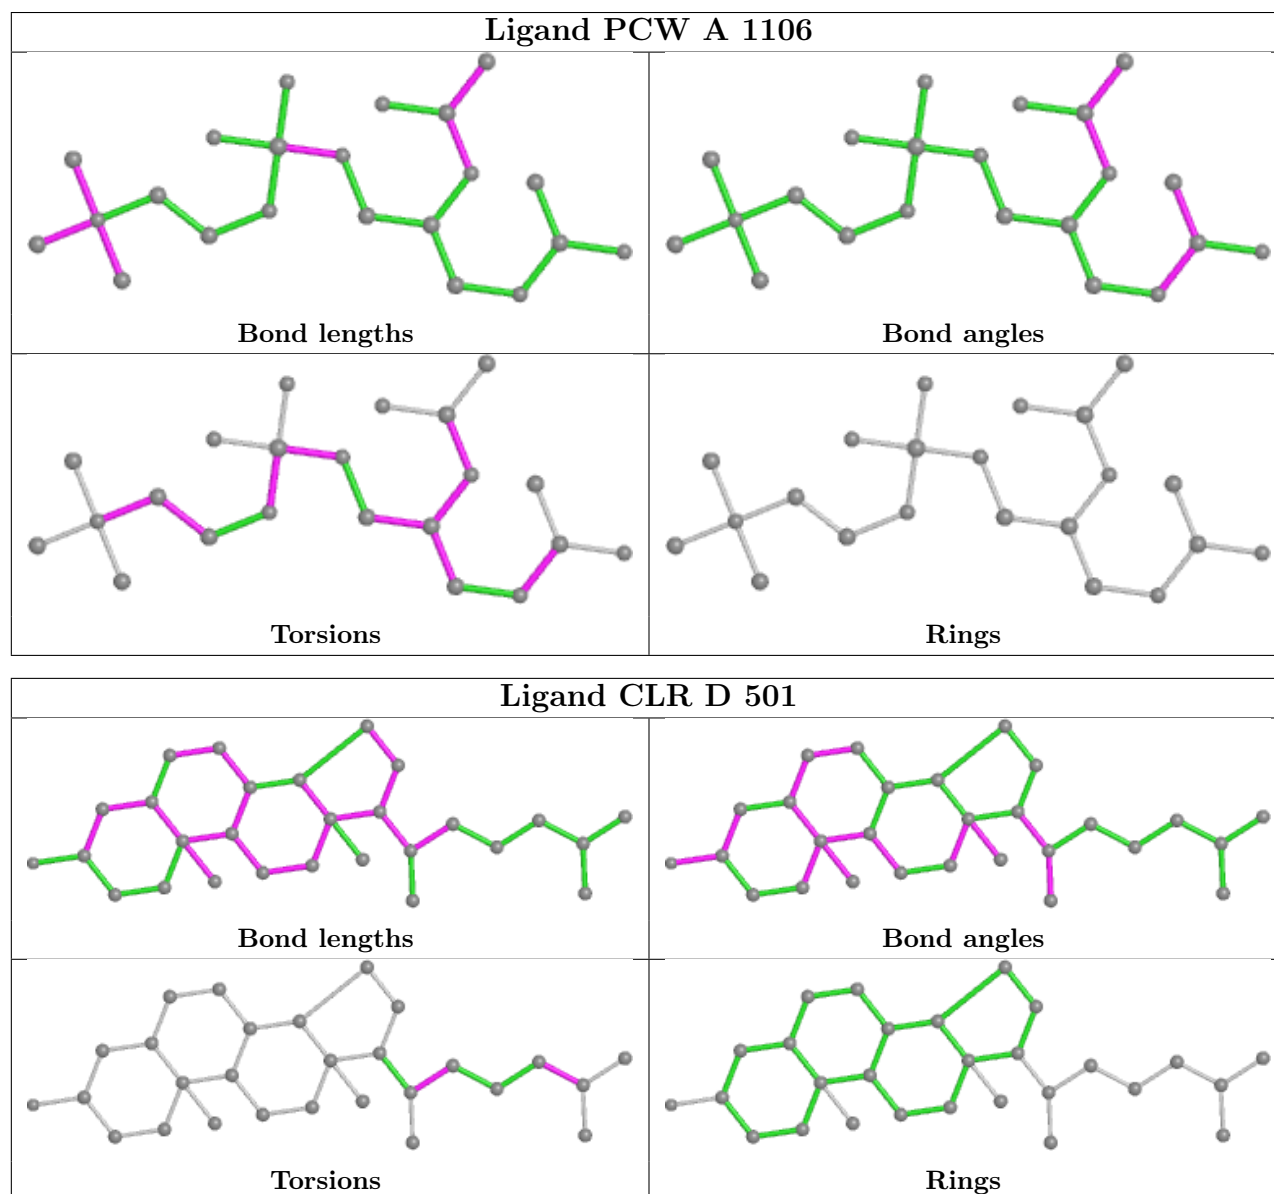 Ligand PCW A 1106
Bond lengths
Bond angles
Torsions
Rings
Ligand CLR D 501
Bond lengths
Bond angles
Torsions
Rings